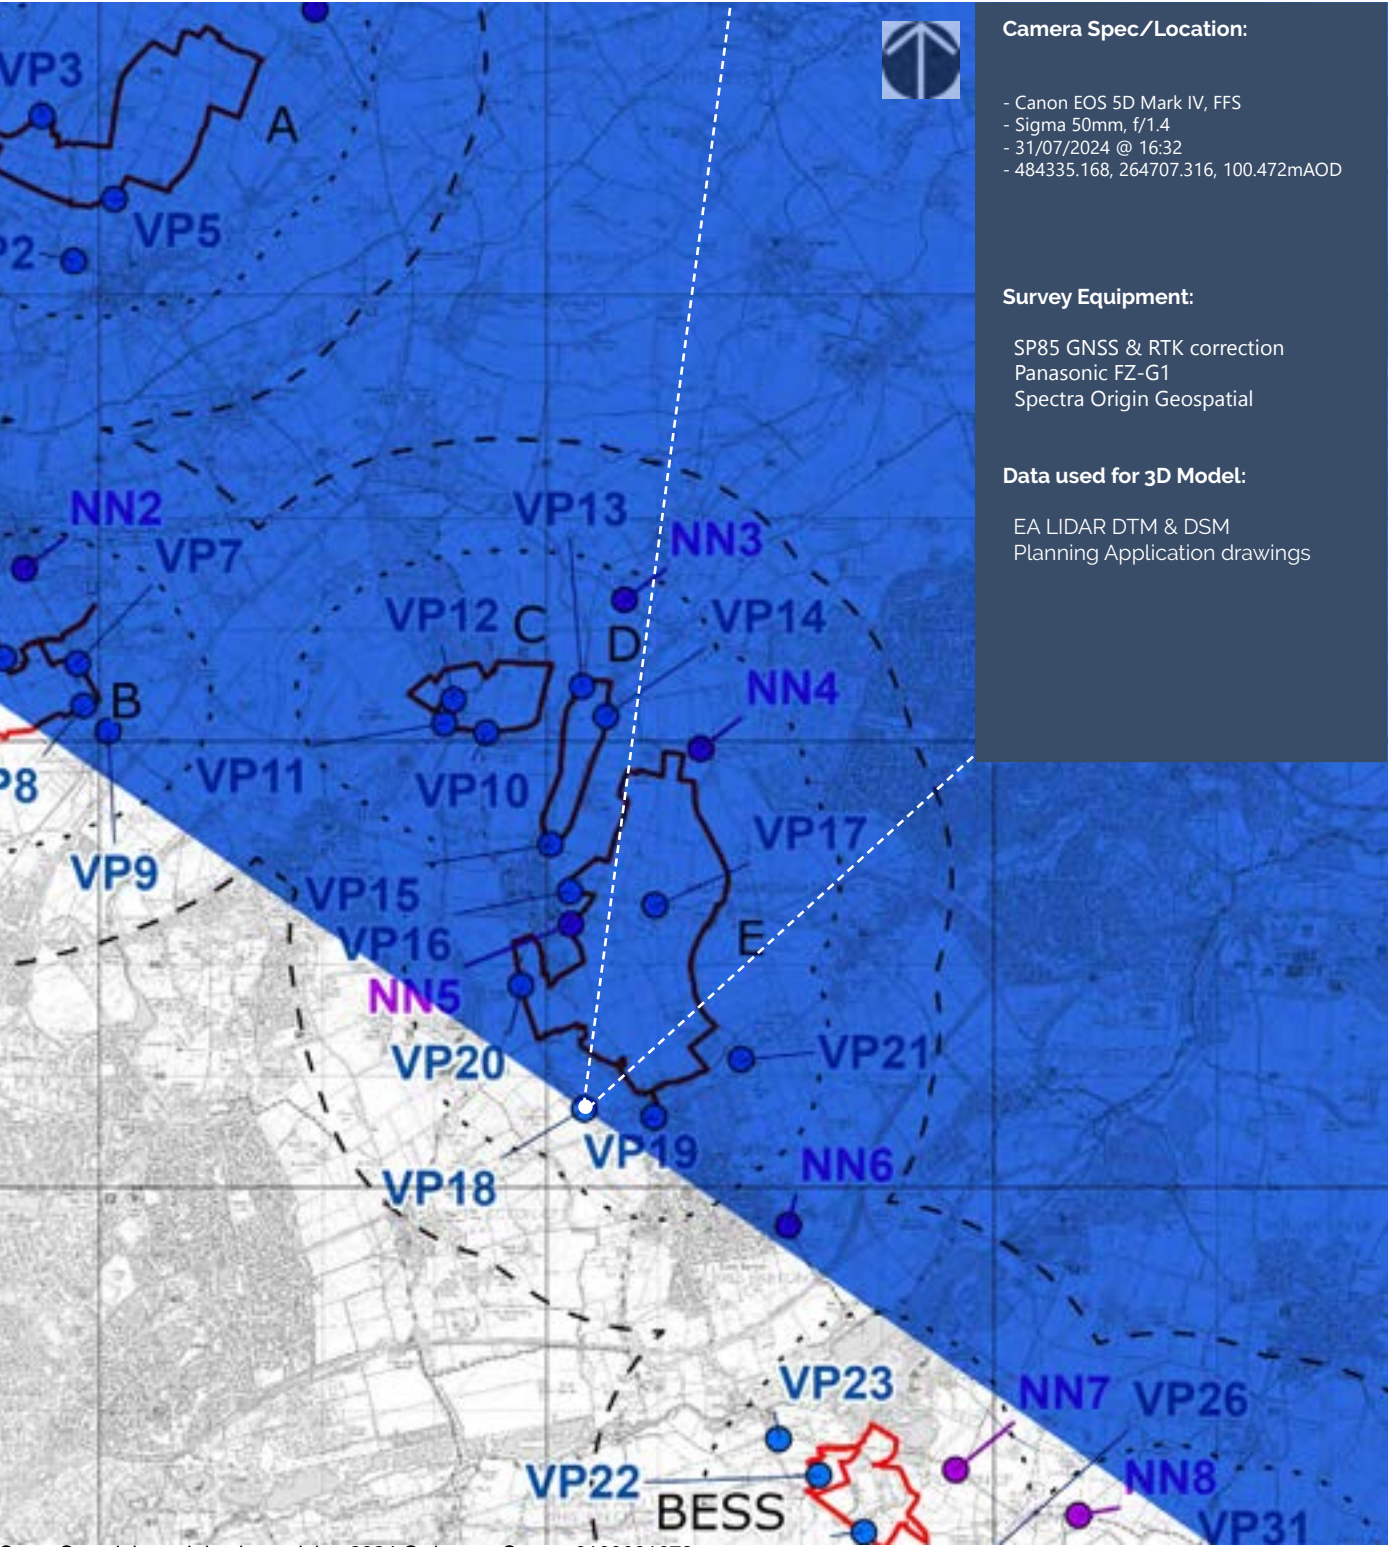 Camera Spec/Location:
- Canon EOS 5D Mark IV, FFS
- Sigma 50mm, f/1.4
- 31/07/2024 @ 16:32
- 484335.168, 264707.316, 100.472mAOD
Survey Equipment:
SP85 GNSS & RTK correction
Panasonic FZ-G1
Spectra Origin Geospatial
Data used for 3D Model:
EA LIDAR DTM & DSM
Planning Application drawings
VP3
A
VP5
P2
NN2
VP7
VP13
NN3
VP12
C
D
VP14
NN4
B
P8
VP11
VP10
VP17
VP9
VP15
VP16
E
NN5
VP20
VP21
VP19
NN6
VP18
VP23
NN7
VP26
VP22
BESS
NN8
VP31